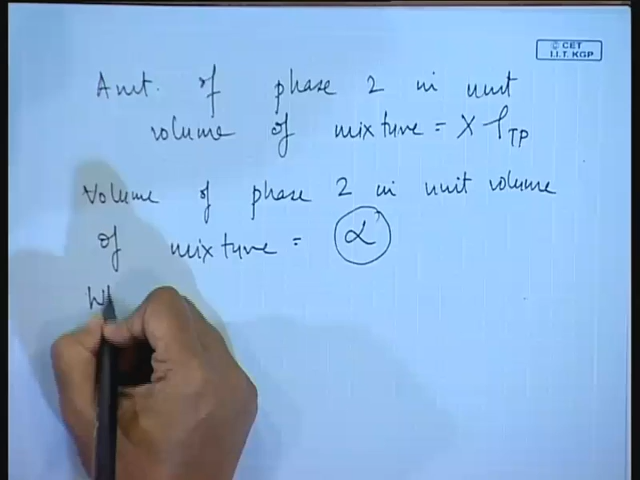 © CET
I.I.T. KGP
Amt. of phase 2 in unit
volume of mixture = x ρ_TP
Volume of phase 2 in unit volume
of mixture = α